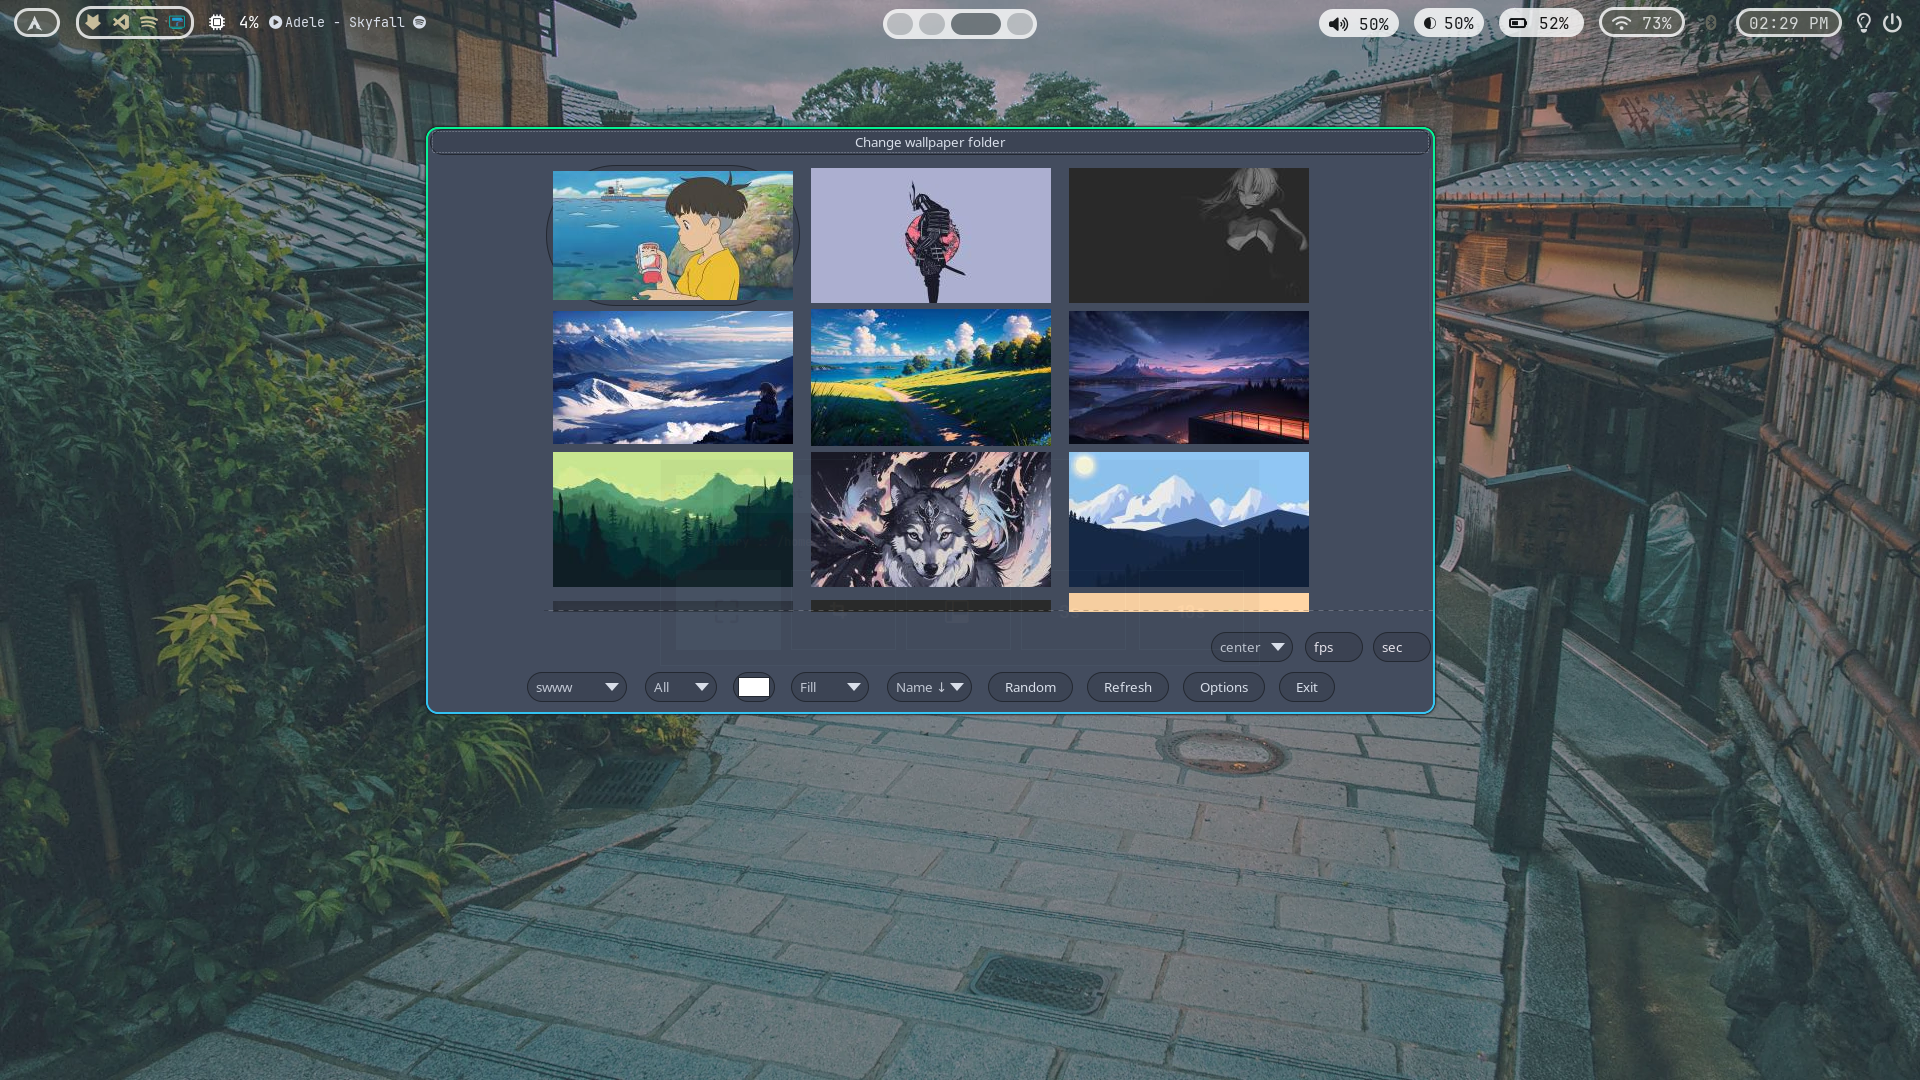 4% Adele - Skyfall
50% 50% 52% 73% 02:29 PM
Change wallpaper folder
center fps sec
swww All Fill Name ↓ Random Refresh Options Exit